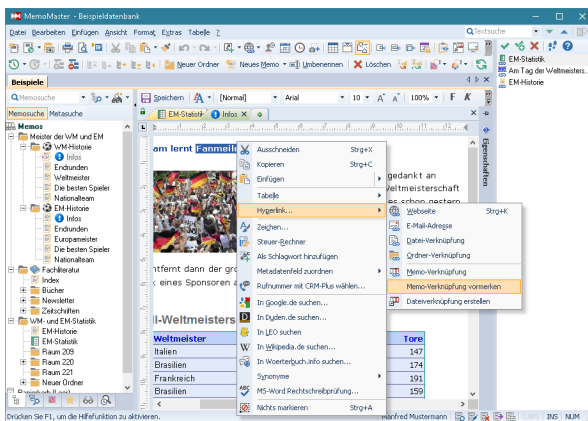 MemoMaster - Beispieldatenbank
Datei Bearbeiten Einfügen Ansicht Format Extras Tabelle ?
Textsuche
Neuer Ordner Neues Memo Umbenennen Löschen
EM-Statistik
Am Tag der Weltmeisters...
EM-Historie
Beispiele
Memosuche
Speichern [Normal] Arial 10 100% F K
Memosuche Metasuche
EM-Statistik Infos
Memos
Meister der WM und EM
WM-Historie
Infos
Endrunden
Weltmeister
Die besten Spieler
Nationalteam
EM-Historie
Infos
Endrunden
Europameister
Die besten Spieler
Nationalteam
Fachliteratur
Index
Bücher
Newsletter
Zeitschriften
WM- und EM-Statistik
EM-Historie
EM-Statistik
Raum 209
Raum 220
Raum 221
Neuer Ordner
am lernt Fanmeile
gedankt an
Weltmeisterschaft
es schon gestern
ntfernt dann der
eines Sponsoren
l-Weltmeisters
Weltmeister Tore
Italien 147
Brasilien 174
Frankreich 191
Brasilien 159
Eigenschaften
Ausschneiden Strg+X
Kopieren Strg+C
Einfügen
Tabelle
Hyperlink...
Zeichen...
Steuer-Rechner
Als Schlagwort hinzufügen
Metadatenfeld zuordnen
Rufnummer mit CRM-Plus wählen...
In Google.de suchen...
In Duden.de suchen...
In LEO suchen
In Wikipedia.de suchen...
In Woerterbuch.info suchen...
Synonyme
MS-Word Rechtschreibprüfung...
Nichts markieren Strg+A
Webseite Strg+K
E-Mail-Adresse
Datei-Verknüpfung
Ordner-Verknüpfung
Memo-Verknüpfung
Memo-Verknüpfung vormerken
Dateiverknüpfung erstellen
Drücken Sie F1, um die Hilfefunktion zu aktivieren.
Manfred Mustermann
CAPS INS NUM